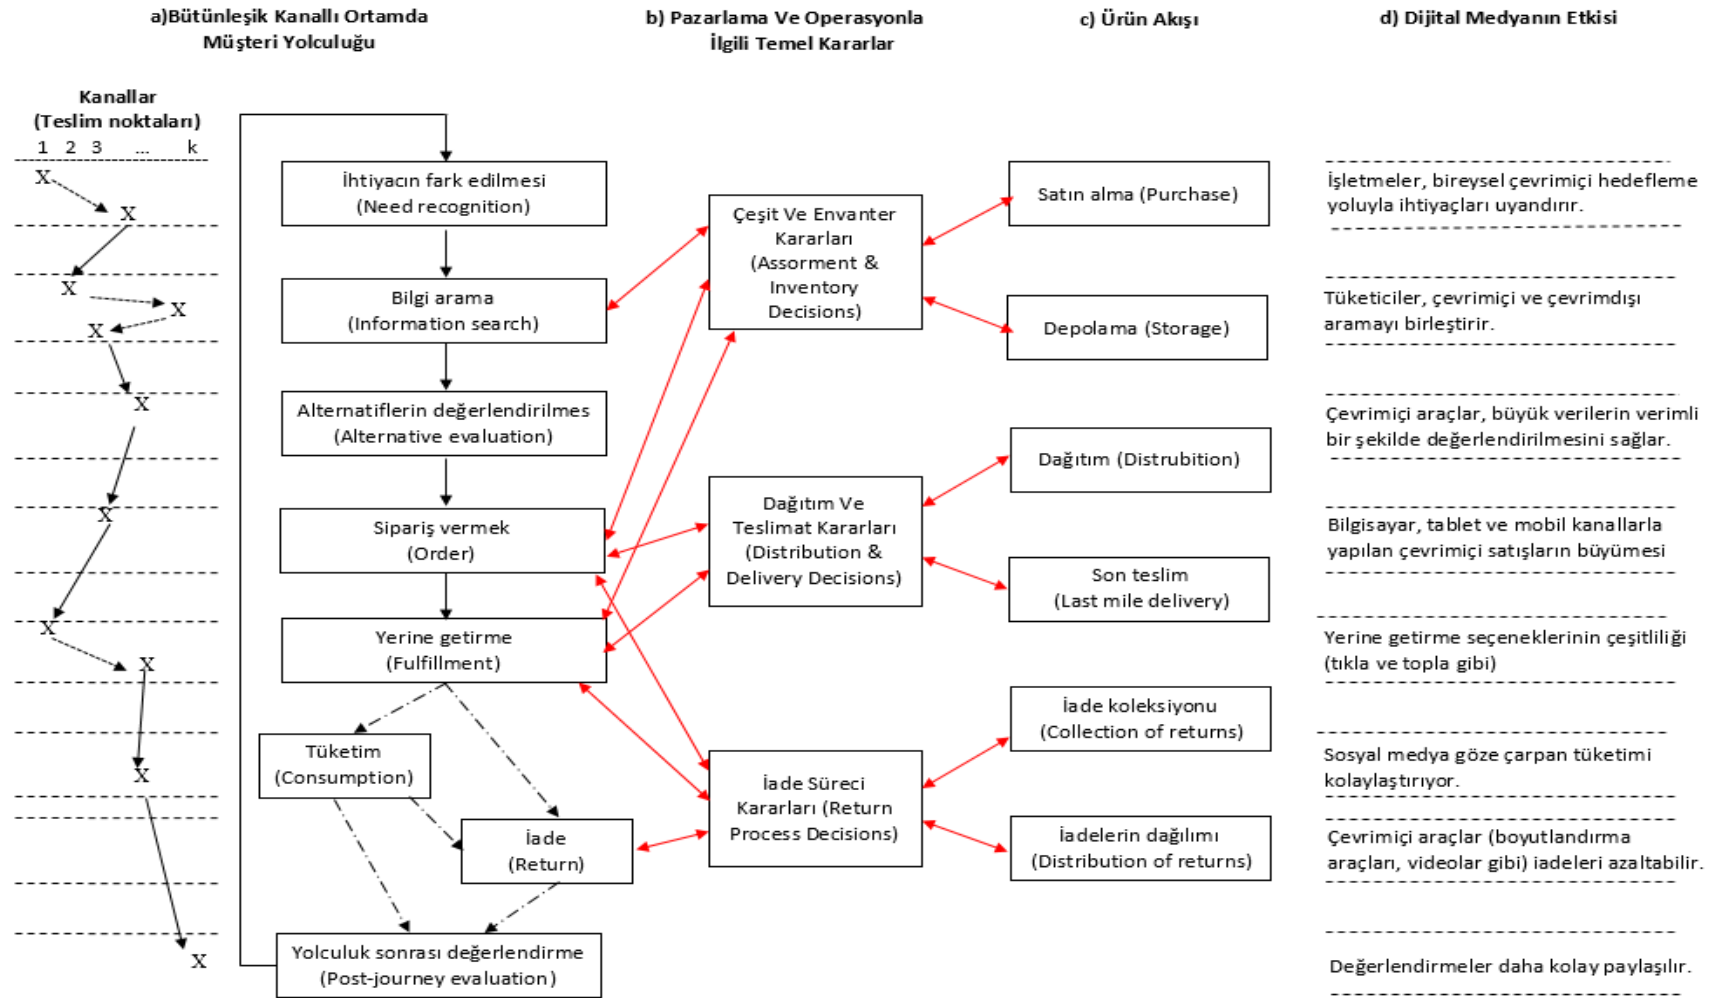 a)Bütünleşik Kanallı Ortamda
Müşteri Yolculuğu
b) Pazarlama Ve Operasyonla
İlgili Temel Kararlar
c) Ürün Akışı
d) Dijital Medyanın Etkisi
Kanallar
(Teslim noktaları)
1 2 3 ... k
X
X
X
X
X
X
X
X
X
X
X
İhtiyacın fark edilmesi
(Need recognition)
Bilgi arama
(Information search)
Alternatiflerin değerlendirilmes
(Alternative evaluation)
Sipariş vermek
(Order)
Yerine getirme
(Fulfillment)
Tüketim
(Consumption)
İade
(Return)
Yolculuk sonrası değerlendirme
(Post-journey evaluation)
Çeşit Ve Envanter
Kararları
(Assorment &
Inventory
Decisions)
Dağıtım Ve
Teslimat Kararları
(Distribution &
Delivery Decisions)
İade Süreci
Kararları (Return
Process Decisions)
Satın alma (Purchase)
Depolama (Storage)
Dağıtım (Distrubition)
Son teslim
(Last mile delivery)
İade koleksiyonu
(Collection of returns)
İadelerin dağılımı
(Distribution of returns)
İşletmeler, bireysel çevrimiçi hedefleme
yoluyla ihtiyaçları uyandırır.
Tüketiciler, çevrimiçi ve çevrimdışı
aramayı birleştirir.
Çevrimiçi araçlar, büyük verilerin verimli
bir şekilde değerlendirilmesini sağlar.
Bilgisayar, tablet ve mobil kanallarla
yapılan çevrimiçi satışların büyümesi
Yerine getirme seçeneklerinin çeşitliliği
(tıkla ve topla gibi)
Sosyal medya göze çarpan tüketimi
kolaylaştırıyor.
Çevrimiçi araçlar (boyutlandırma
araçları, videolar gibi) iadeleri azaltabilir.
Değerlendirmeler daha kolay paylaşılır.